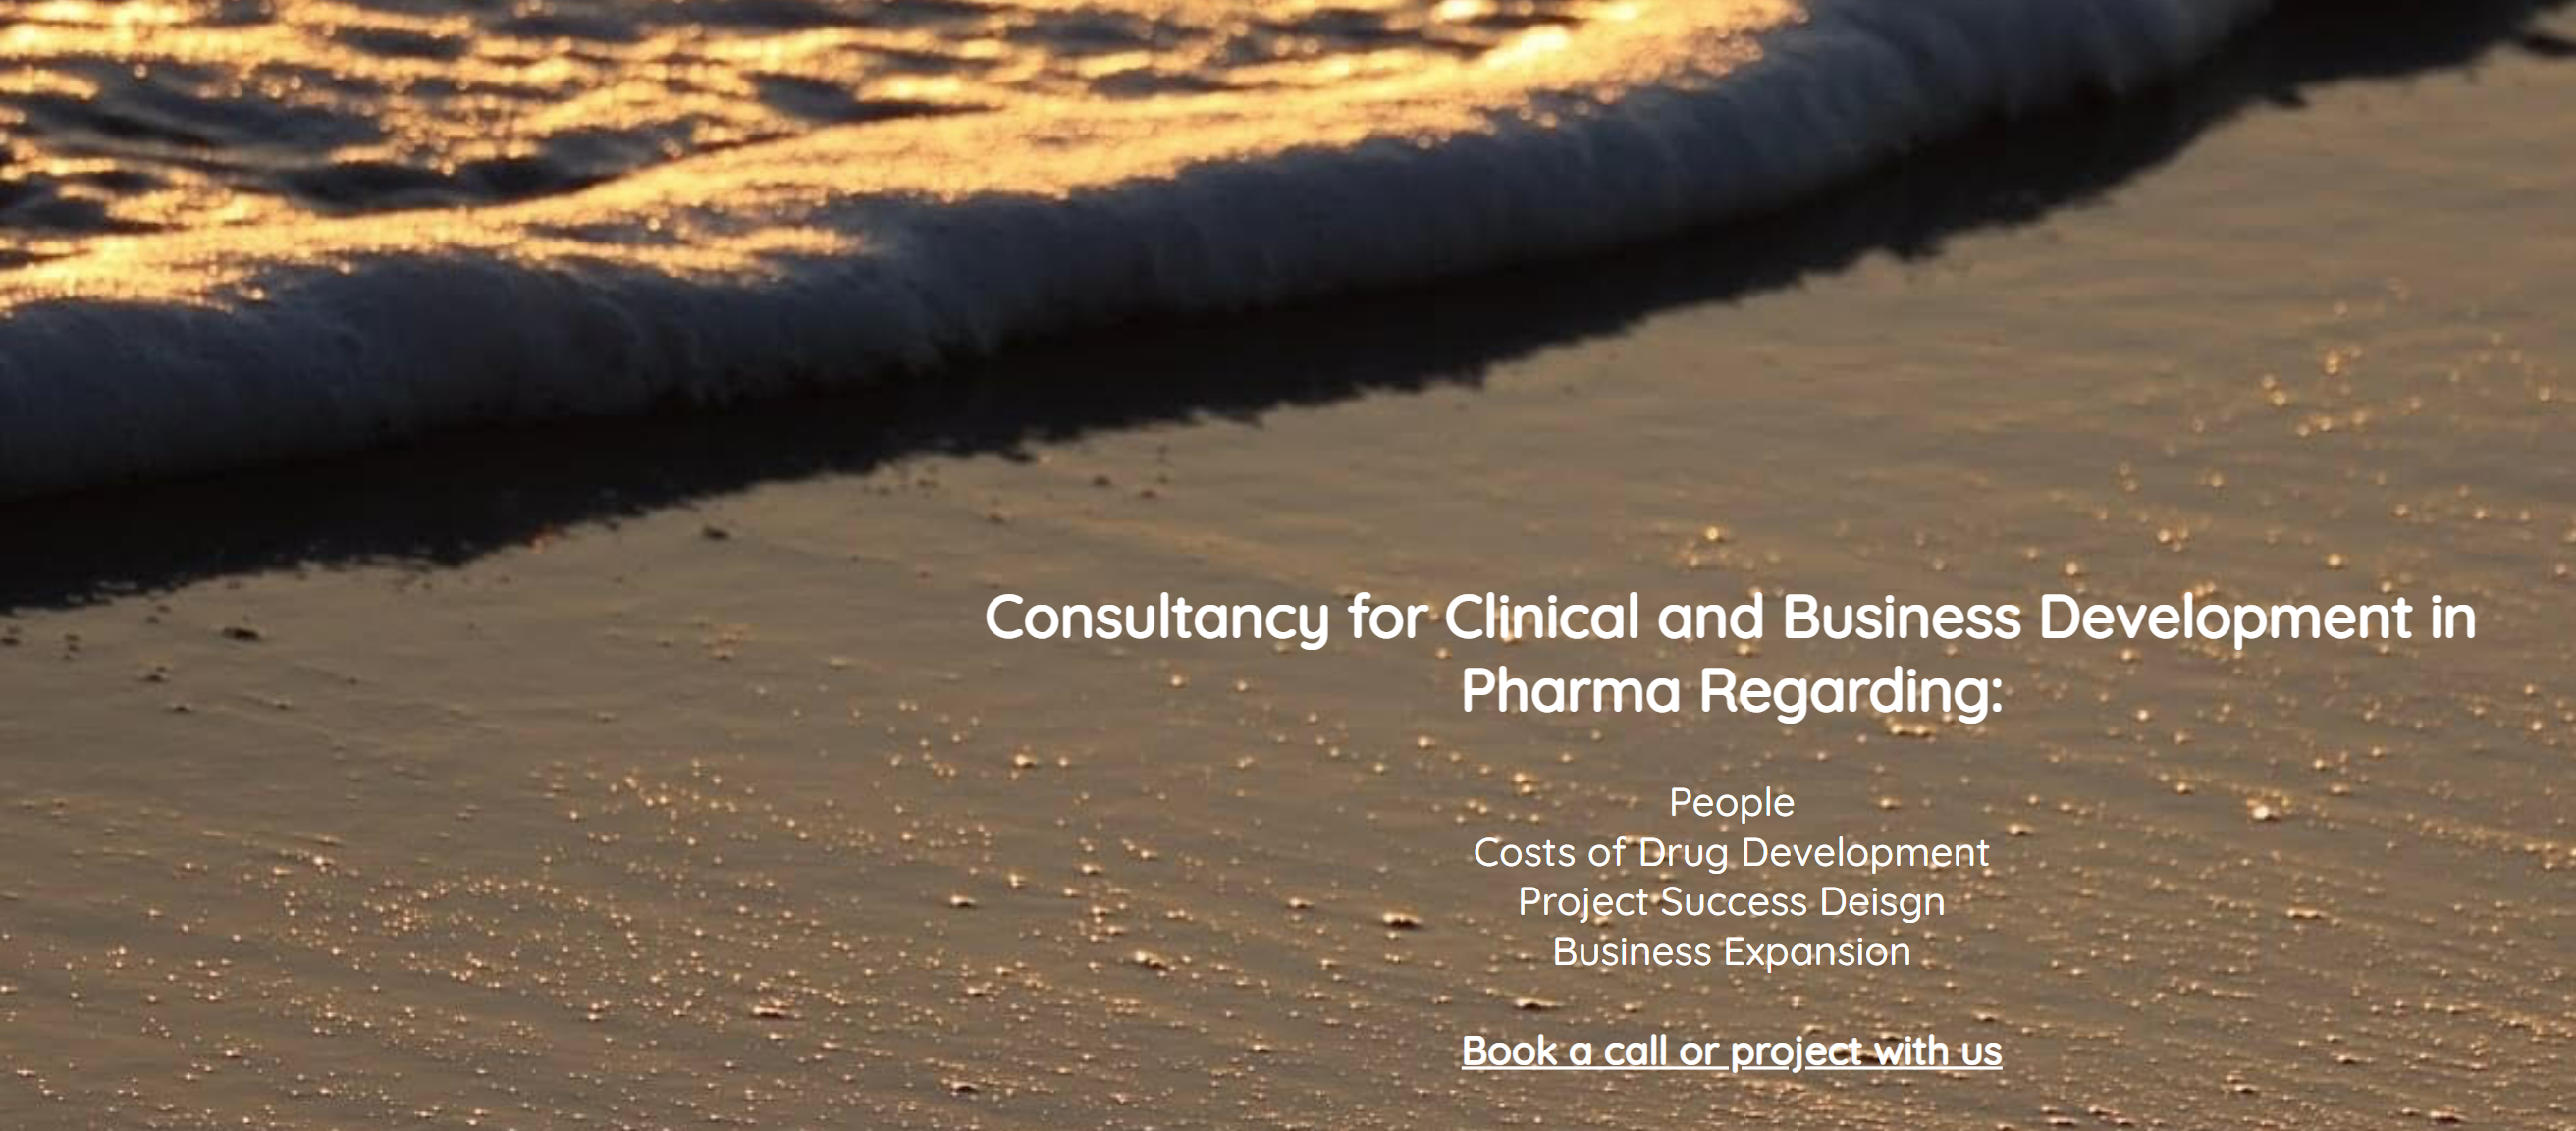 Consultancy for Clinical and Business Development in
Pharma Regarding:
People
Costs of Drug Development
Project Success Deisgn
Business Expansion
Book a call or project with us